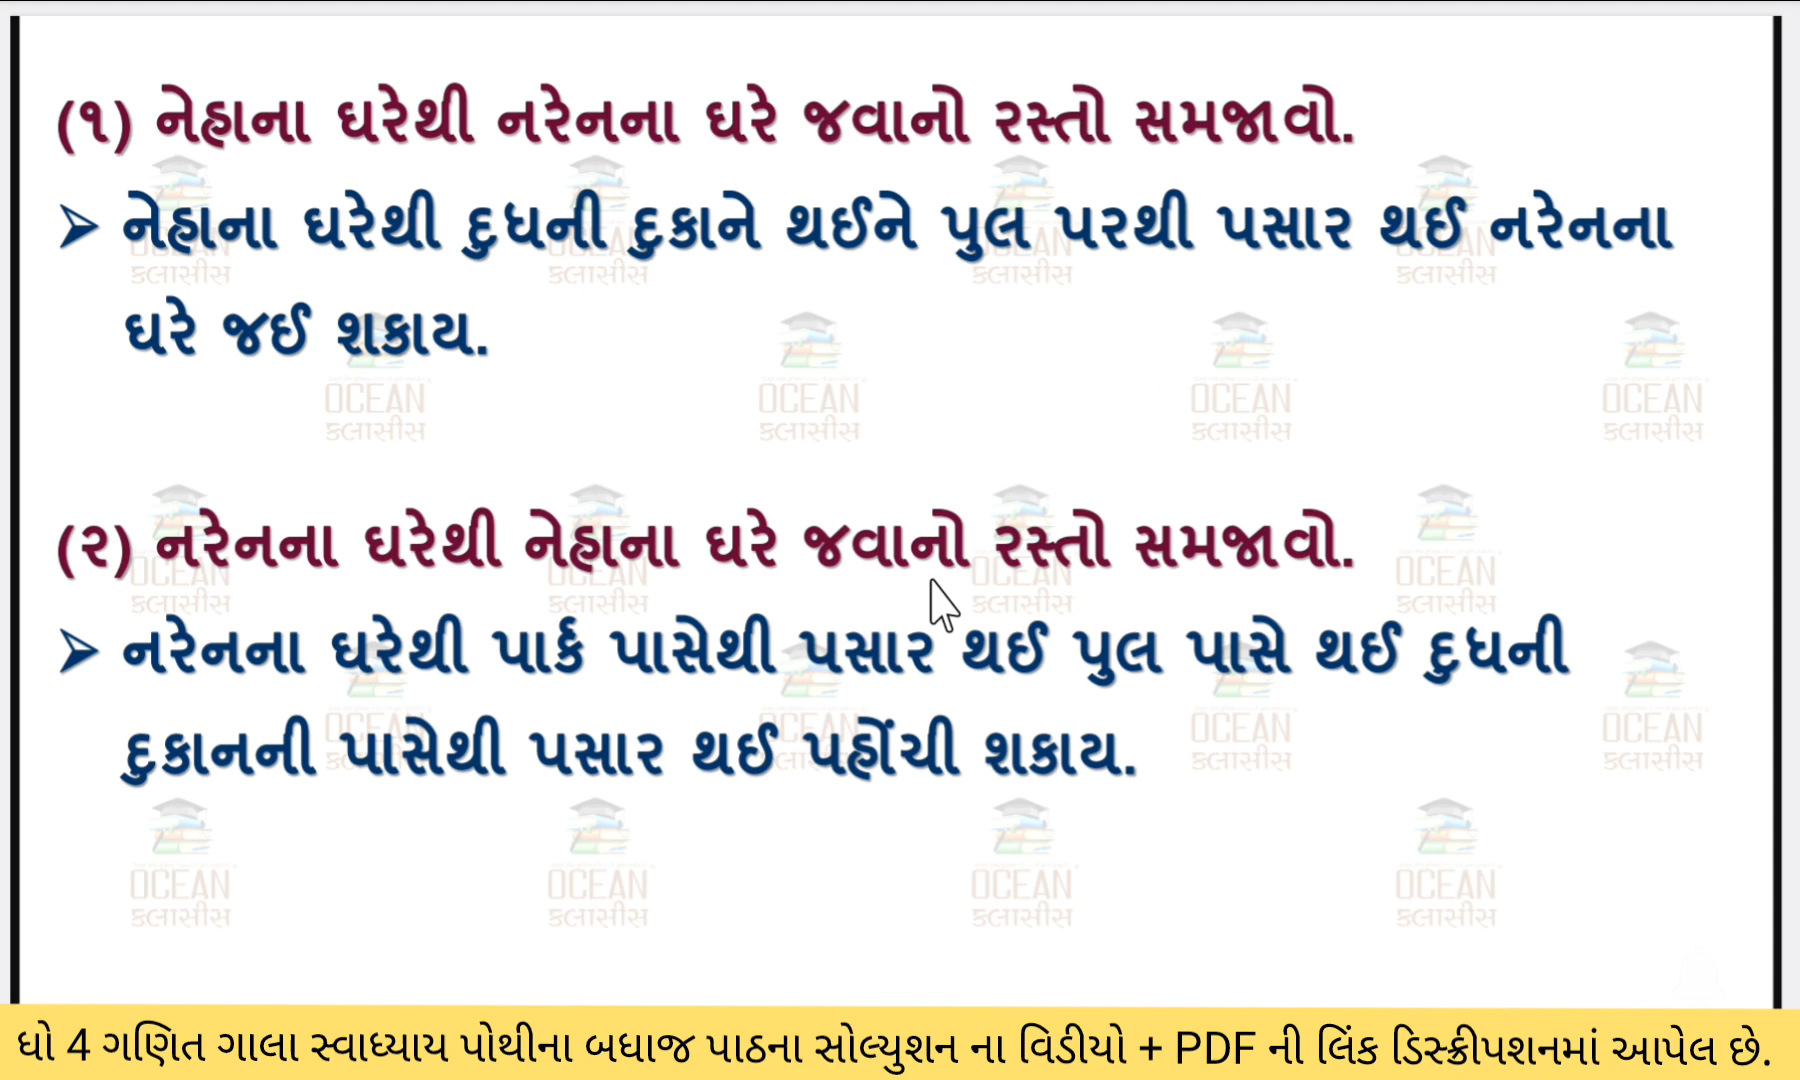 (૧) નેહાના ઘરેથી નરેનના ઘરે જવાનો રસ્તો સમજાવો.
➢ નેહાના ઘરેથી દુધની દુકાને થઈને પુલ પરથી પસાર થઈ નરેનના
ઘરે જઈ શકાય.
(૨) નરેનના ઘરેથી નેહાના ઘરે જવાનો રસ્તો સમજાવો.
➢ નરેનના ઘરેથી પાર્ક પાસેથી પસાર થઈ પુલ પાસે થઈ દુધની
દુકાનની પાસેથી પસાર થઈ પહોંચી શકાય.
OCEAN
ક્લાસીસ
ધો 4 ગણિત ગાલા સ્વાધ્યાય પોથીના બધાજ પાઠના સોલ્યુશન ના વિડીયો + PDF ની લિંક ડિસ્ક્રીપશનમાં આપેલ છે.